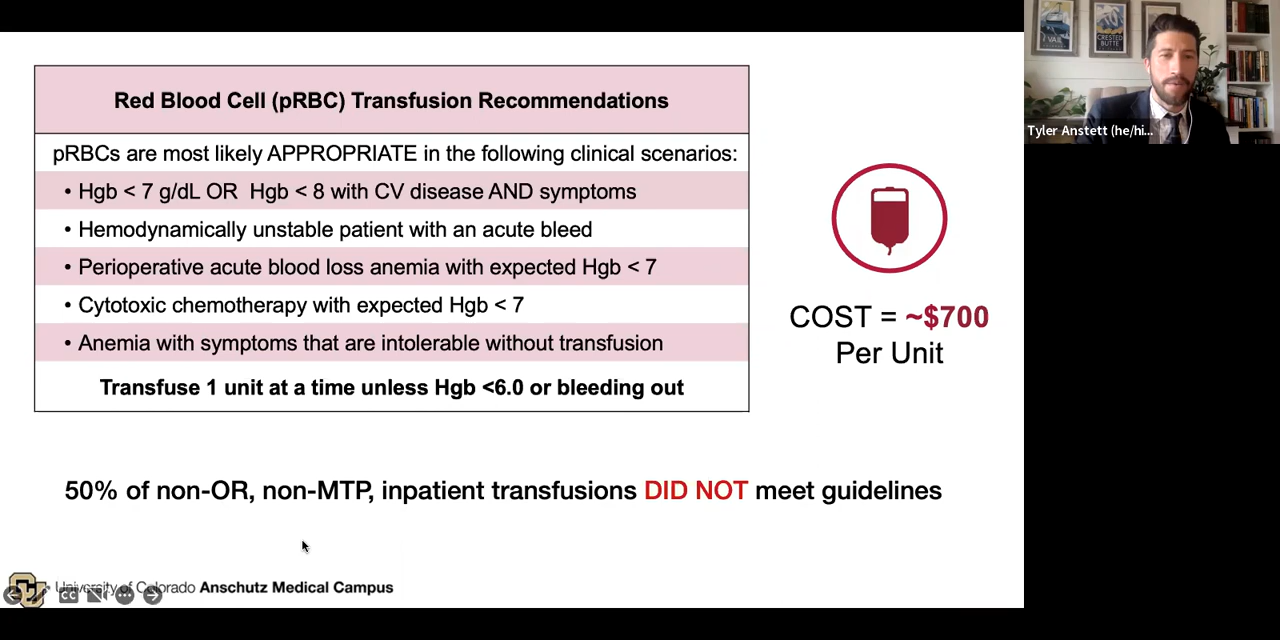 Red Blood Cell (pRBC) Transfusion Recommendations
pRBCs are most likely APPROPRIATE in the following clinical scenarios:
• Hgb < 7 g/dL OR Hgb < 8 with CV disease AND symptoms
• Hemodynamically unstable patient with an acute bleed
• Perioperative acute blood loss anemia with expected Hgb < 7
• Cytotoxic chemotherapy with expected Hgb < 7
• Anemia with symptoms that are intolerable without transfusion
Transfuse 1 unit at a time unless Hgb <6.0 or bleeding out
COST = ~$700
Per Unit
50% of non-OR, non-MTP, inpatient transfusions DID NOT meet guidelines
CU
University of Colorado Anschutz Medical Campus
CC
VAIL
CRESTED
BUTTE
Tyler Anstett (he/hi...